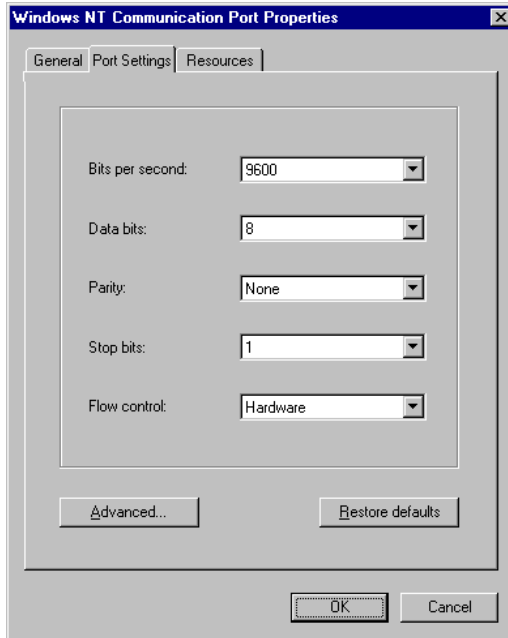 Windows NT Communication Port Properties
General Port Settings Resources
Bits per second: 9600
Data bits: 8
Parity: None
Stop bits: 1
Flow control: Hardware
Advanced... Restore defaults
OK Cancel